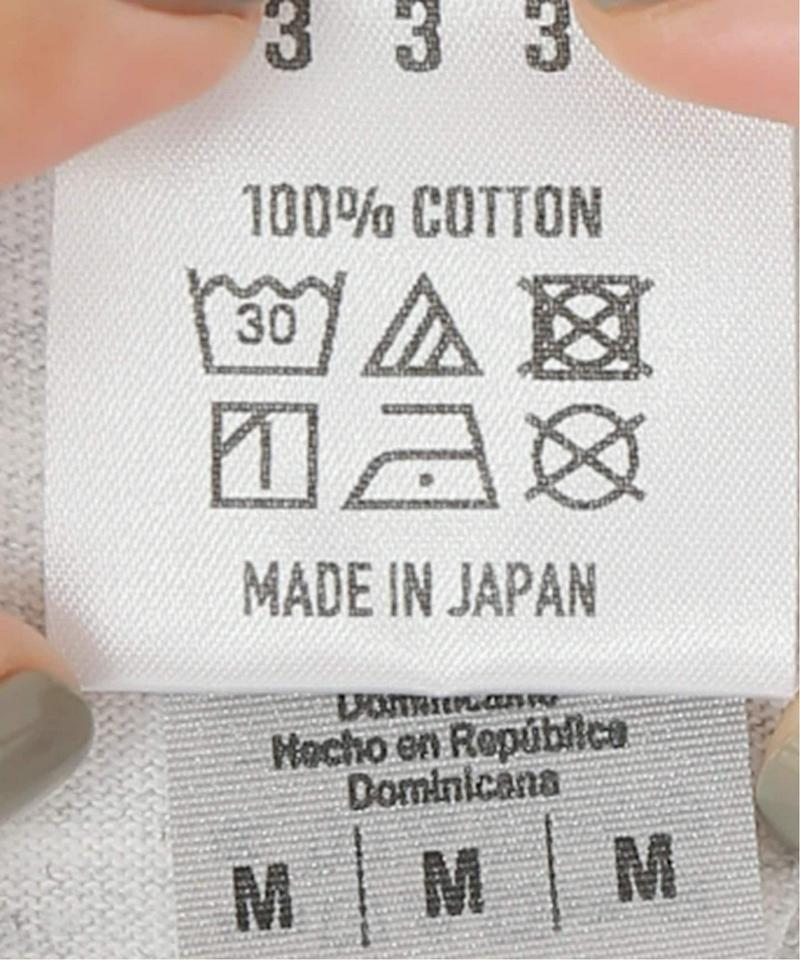 3 3 3
100% COTTON
30
MADE IN JAPAN
Hecho en República
Dominicana
M | M | M